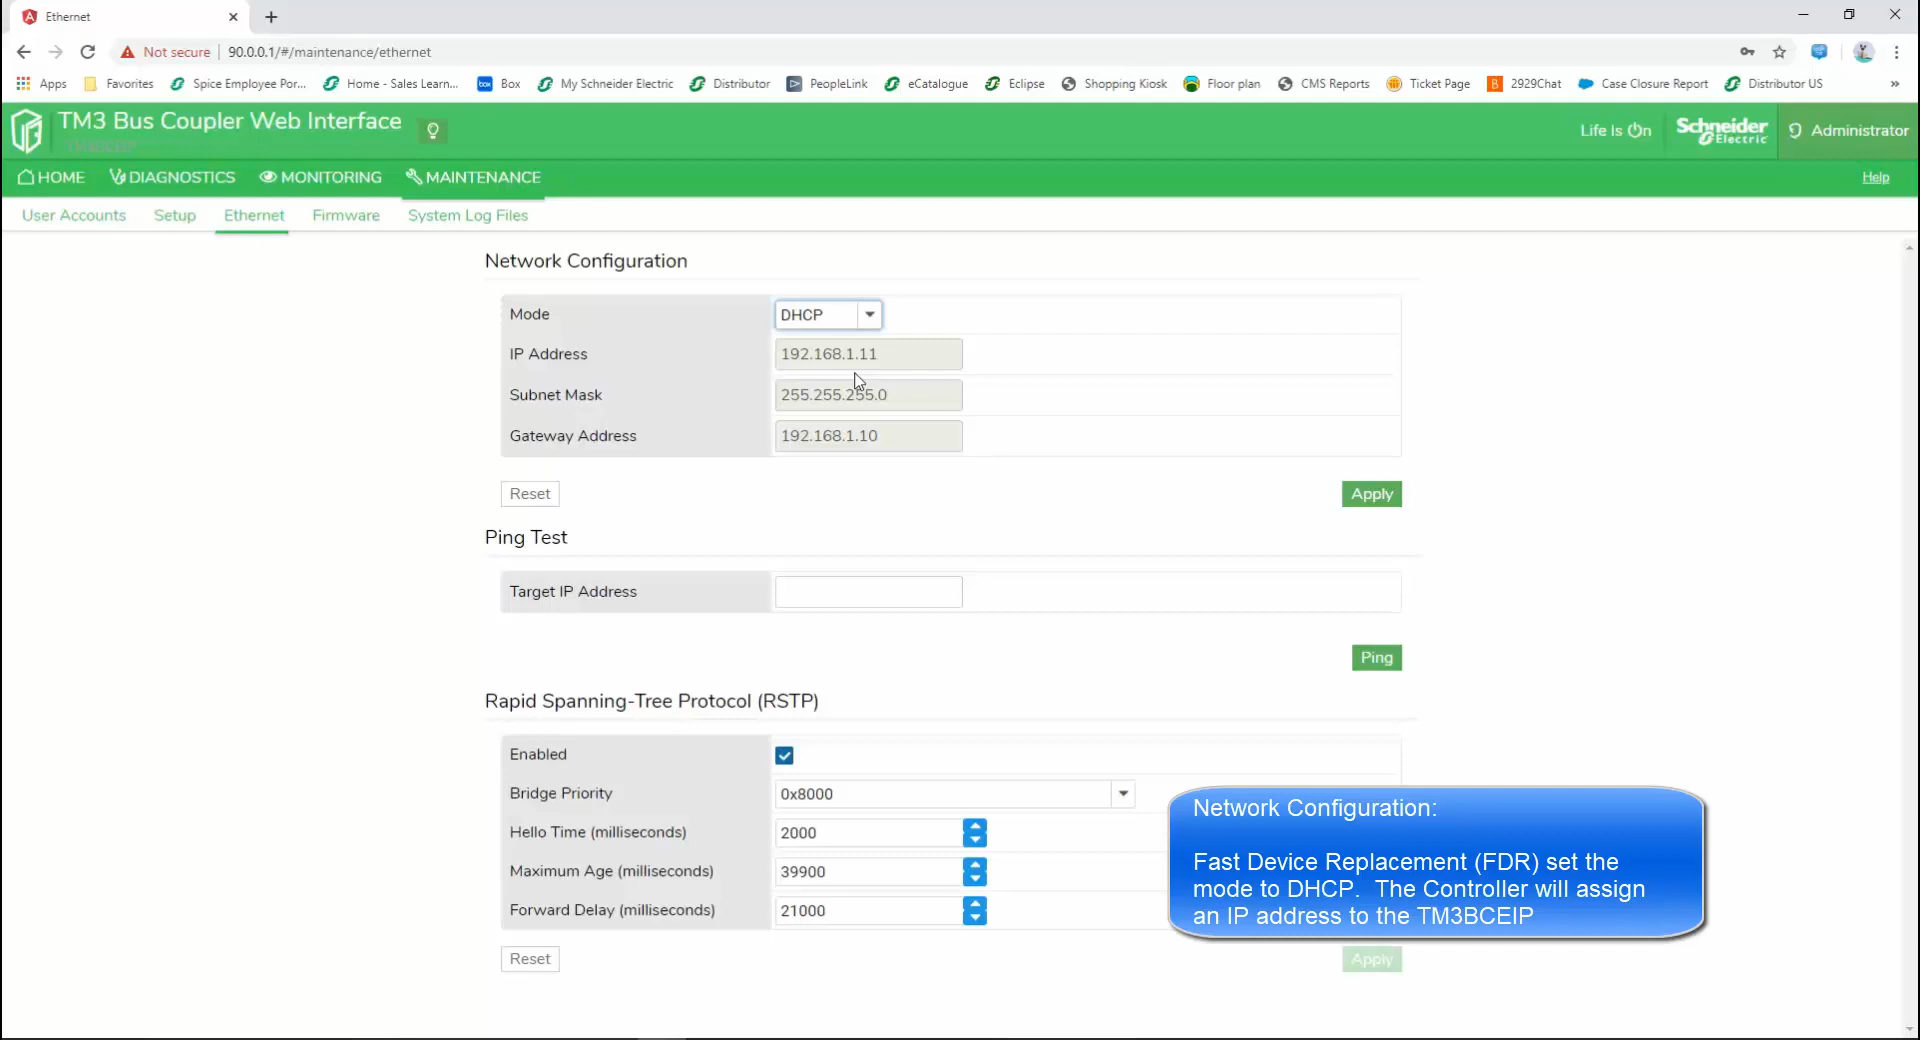 Ethernet
Not secure 90.0.0.1/#/maintenance/ethernet
Apps Favorites Spice Employee Por... Home - Sales Learn... Box My Schneider Electric Distributor PeopleLink eCatalogue Eclipse Shopping Kiosk Floor plan CMS Reports Ticket Page 2929Chat Case Closure Report Distributor US »
TM3 Bus Coupler Web Interface
Life Is On Schneider Electric Administrator
HOME DIAGNOSTICS MONITORING MAINTENANCE Help
User Accounts Setup Ethernet Firmware System Log Files
Network Configuration
Mode DHCP
IP Address 192.168.1.11
Subnet Mask 255.255.255.0
Gateway Address 192.168.1.10
Reset Apply
Ping Test
Target IP Address
Ping
Rapid Spanning-Tree Protocol (RSTP)
Enabled
Bridge Priority 0x8000
Hello Time (milliseconds) 2000
Maximum Age (milliseconds) 39900
Forward Delay (milliseconds) 21000
Reset Apply
Network Configuration:
Fast Device Replacement (FDR) set the
mode to DHCP. The Controller will assign
an IP address to the TM3BCEIP